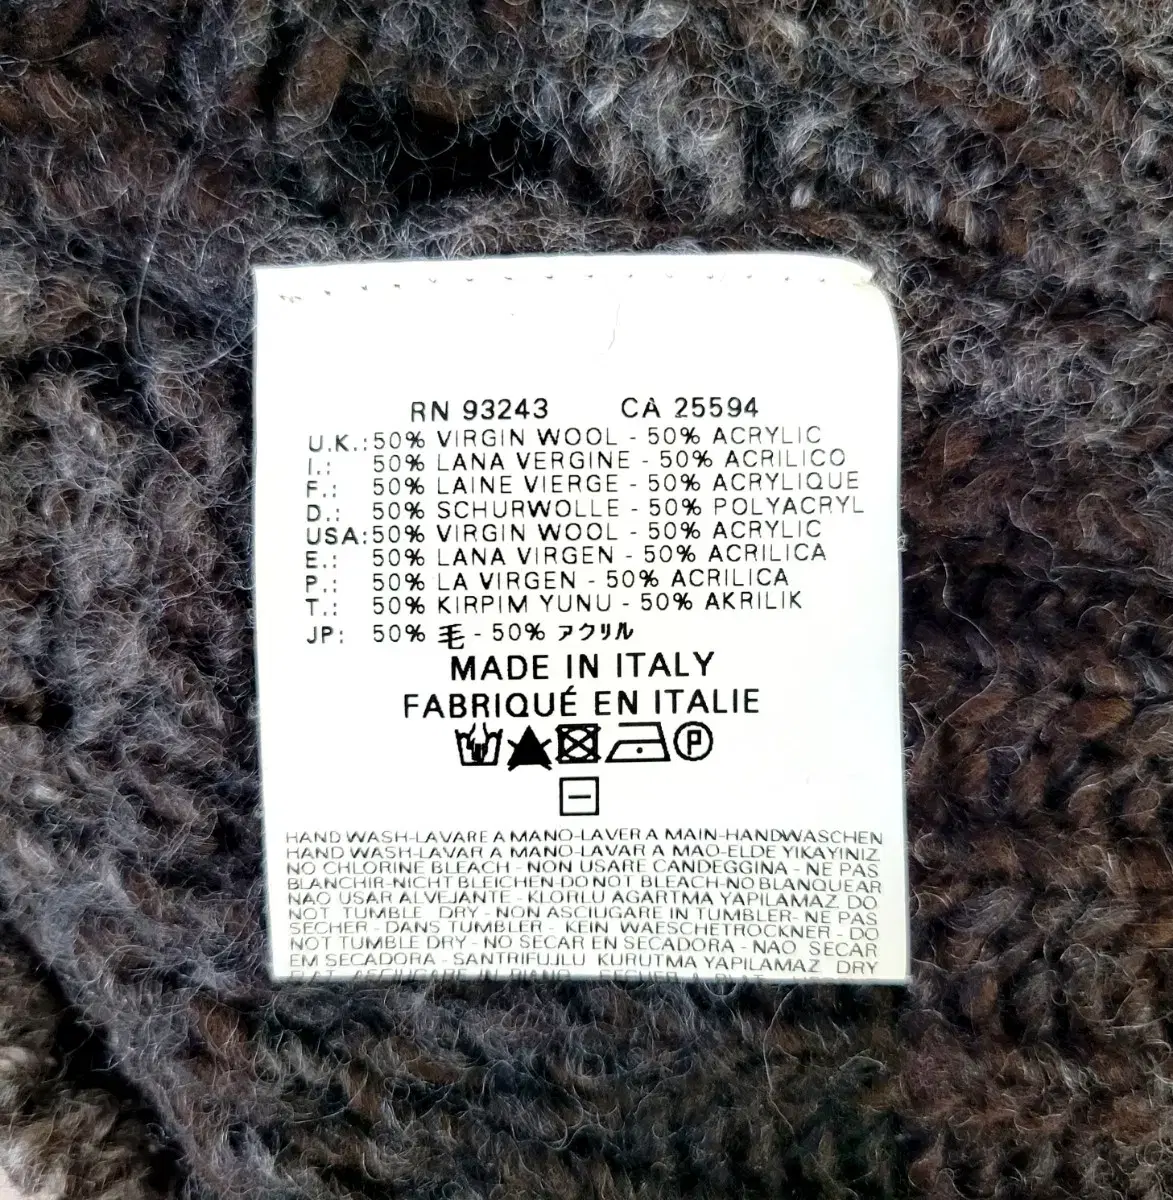 RN 93243 CA 25594
U.K.: 50% VIRGIN WOOL - 50% ACRYLIC
I.: 50% LANA VERGINE - 50% ACRILICO
F.: 50% LAINE VIERGE - 50% ACRYLIQUE
D.: 50% SCHURWOLLE - 50% POLYACRYL
USA: 50% VIRGIN WOOL - 50% ACRYLIC
E.: 50% LANA VIRGEN - 50% ACRILICA
P.: 50% LA VIRGEN - 50% ACRILICA
T.: 50% KIRPIM YUNU - 50% AKRILIK
JP: 50% 毛 - 50% アクリル
MADE IN ITALY
FABRIQUÉ EN ITALIE
P
HAND WASH-LAVARE A MANO-LAVER A MAIN-HANDWASCHEN
HAND WASH-LAVAR A MANO-LAVAR A MAO-ELDE YIKAYINIZ
NO CHLORINE BLEACH - NON USARE CANDEGGINA - NE PAS
BLANCHIR-NICHT BLEICHEN-DO NOT BLEACH-NO BLANQUEAR
NAO USAR ALVEJANTE - KLORLU AGARTMA YAPILAMAZ DO
NOT TUMBLE DRY - NON ASCIUGARE IN TUMBLER- NE PAS
SECHER - DANS TUMBLER - KEIN WAESCHETROCKNER - DO
NOT TUMBLE DRY - NO SECAR EN SECADORA - NAO SECAR
EM SECADORA - SANTRIFUJLU KURUTMA YAPILAMAZ DRY
FLAT ASCIUGARE IN PIANO - SECHER A